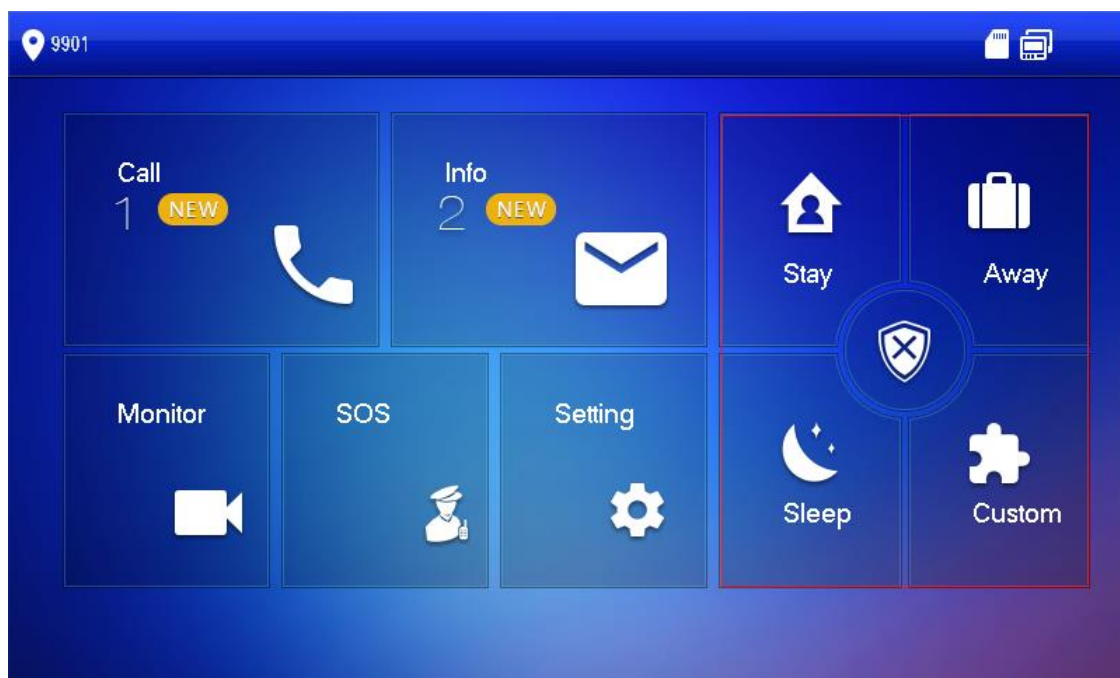 9901
Call
1 NEW
Info
2 NEW
Stay
Away
Monitor
SOS
Setting
Sleep
Custom